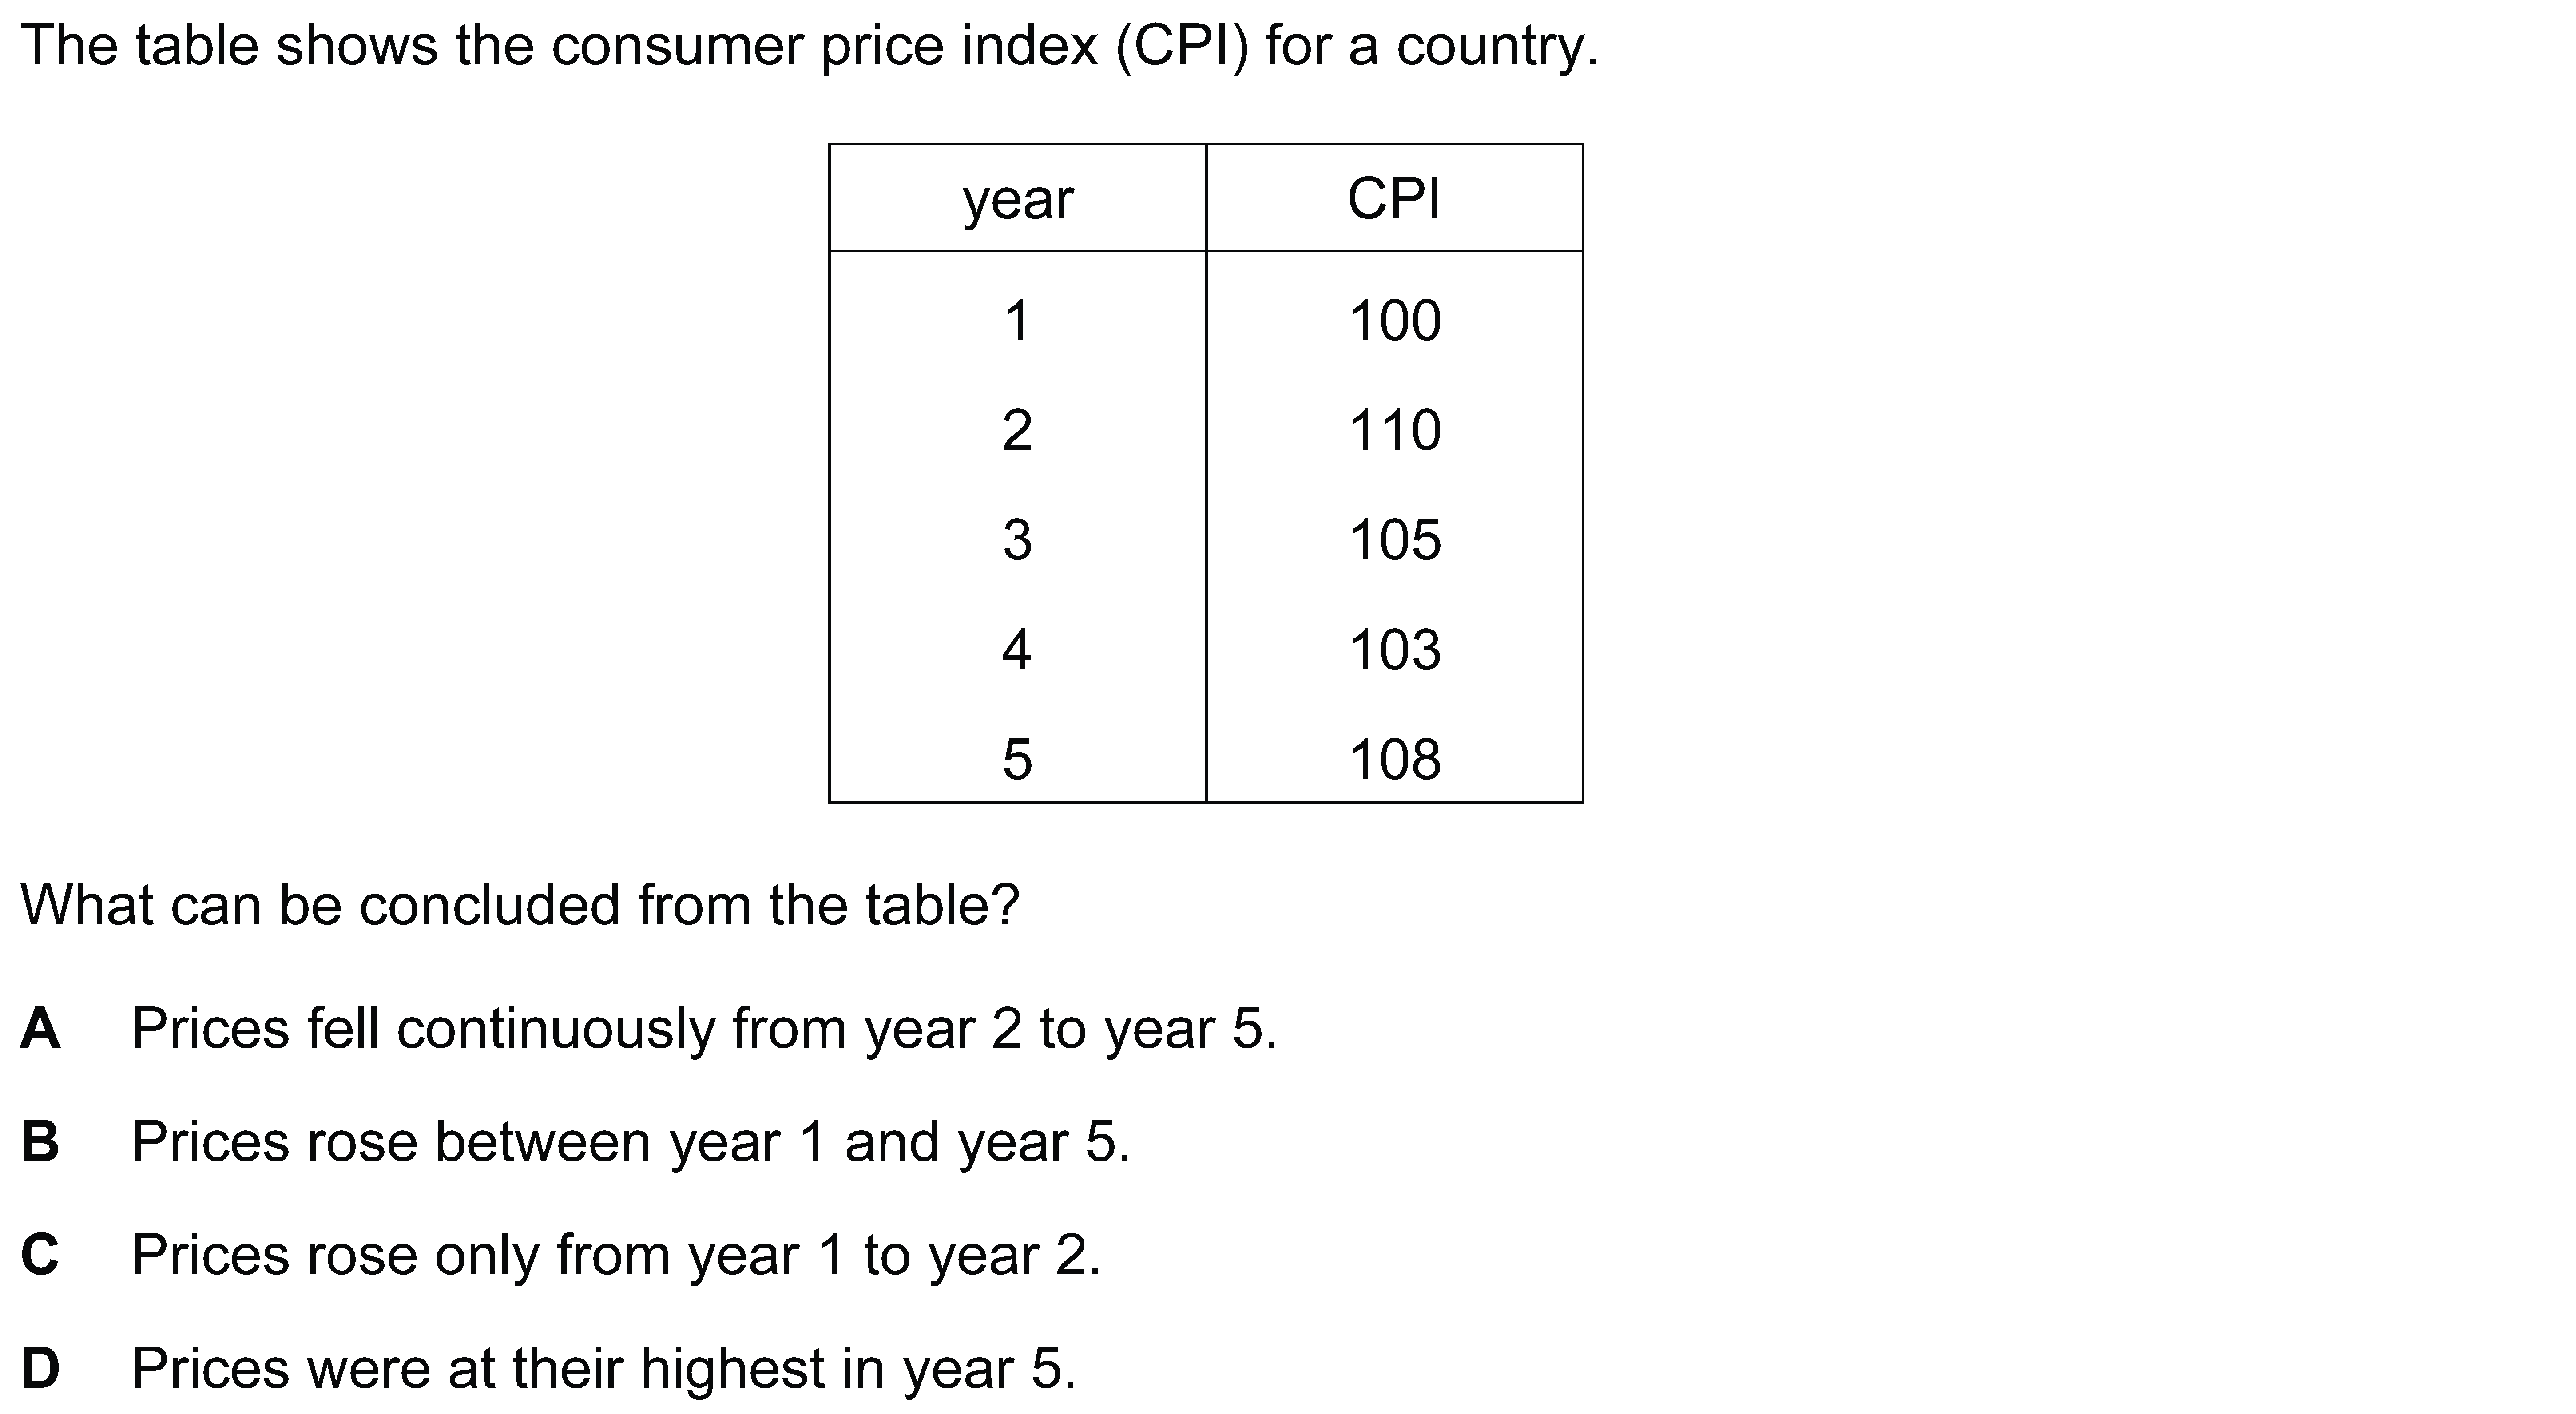 The table shows the consumer price index (CPI) for a country.
year CPI
1 100
2 110
3 105
4 103
5 108
What can be concluded from the table?
A Prices fell continuously from year 2 to year 5.
B Prices rose between year 1 and year 5.
C Prices rose only from year 1 to year 2.
D Prices were at their highest in year 5.